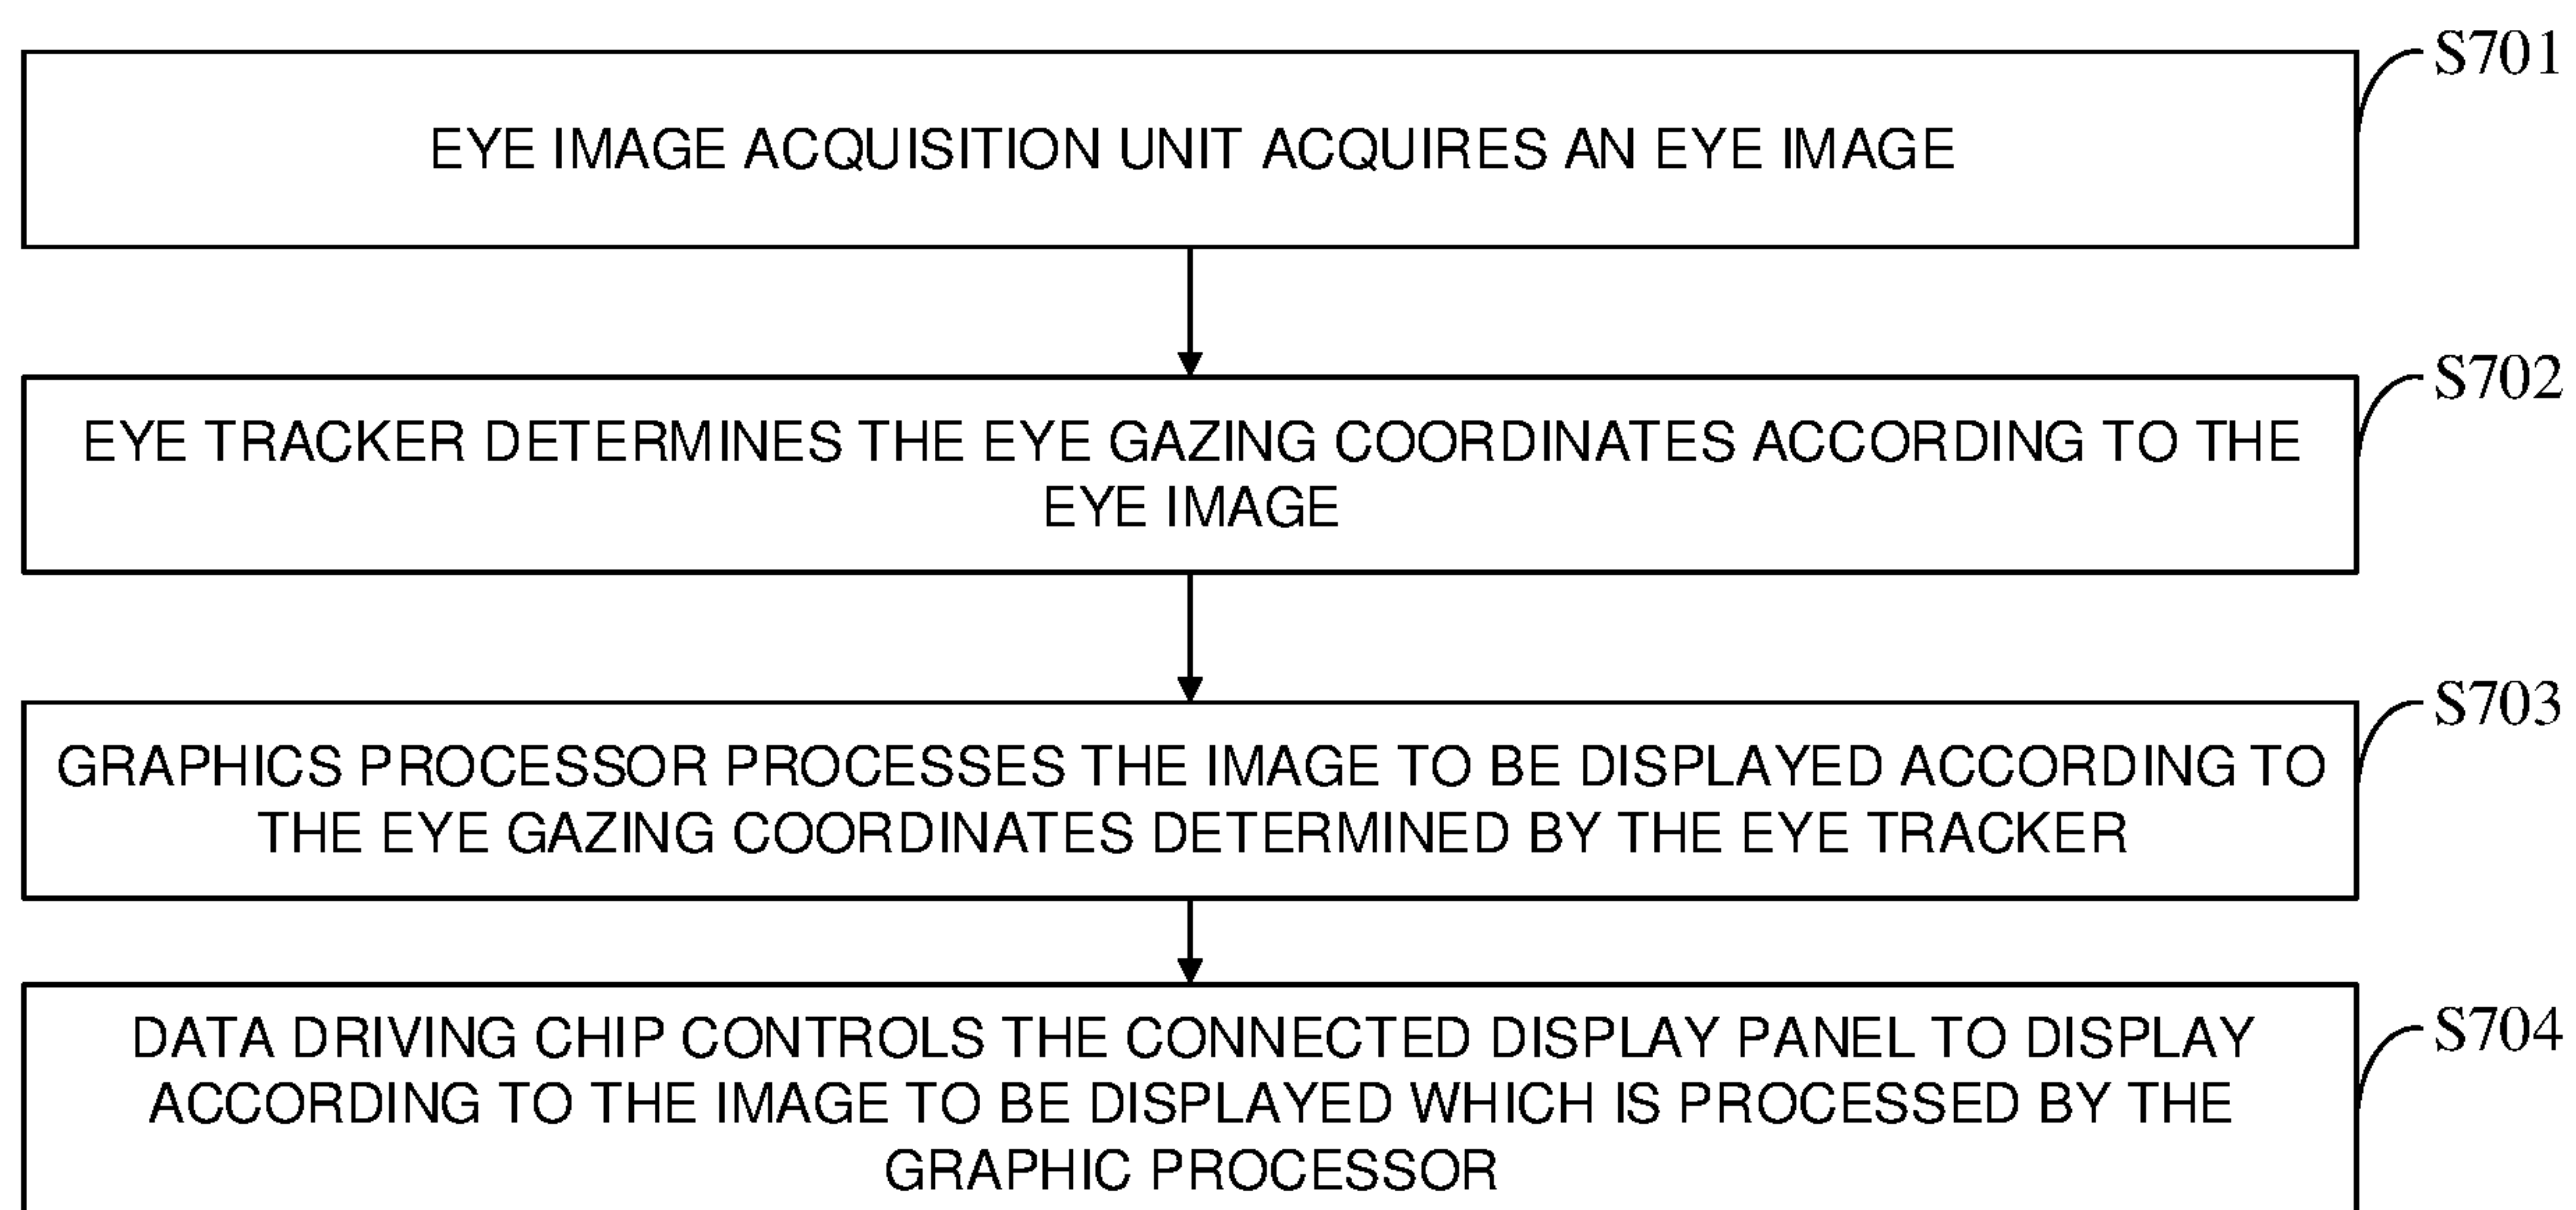 S701
EYE IMAGE ACQUISITION UNIT ACQUIRES AN EYE IMAGE
S702
EYE TRACKER DETERMINES THE EYE GAZING COORDINATES ACCORDING TO THE
EYE IMAGE
S703
GRAPHICS PROCESSOR PROCESSES THE IMAGE TO BE DISPLAYED ACCORDING TO
THE EYE GAZING COORDINATES DETERMINED BY THE EYE TRACKER
S704
DATA DRIVING CHIP CONTROLS THE CONNECTED DISPLAY PANEL TO DISPLAY
ACCORDING TO THE IMAGE TO BE DISPLAYED WHICH IS PROCESSED BY THE
GRAPHIC PROCESSOR